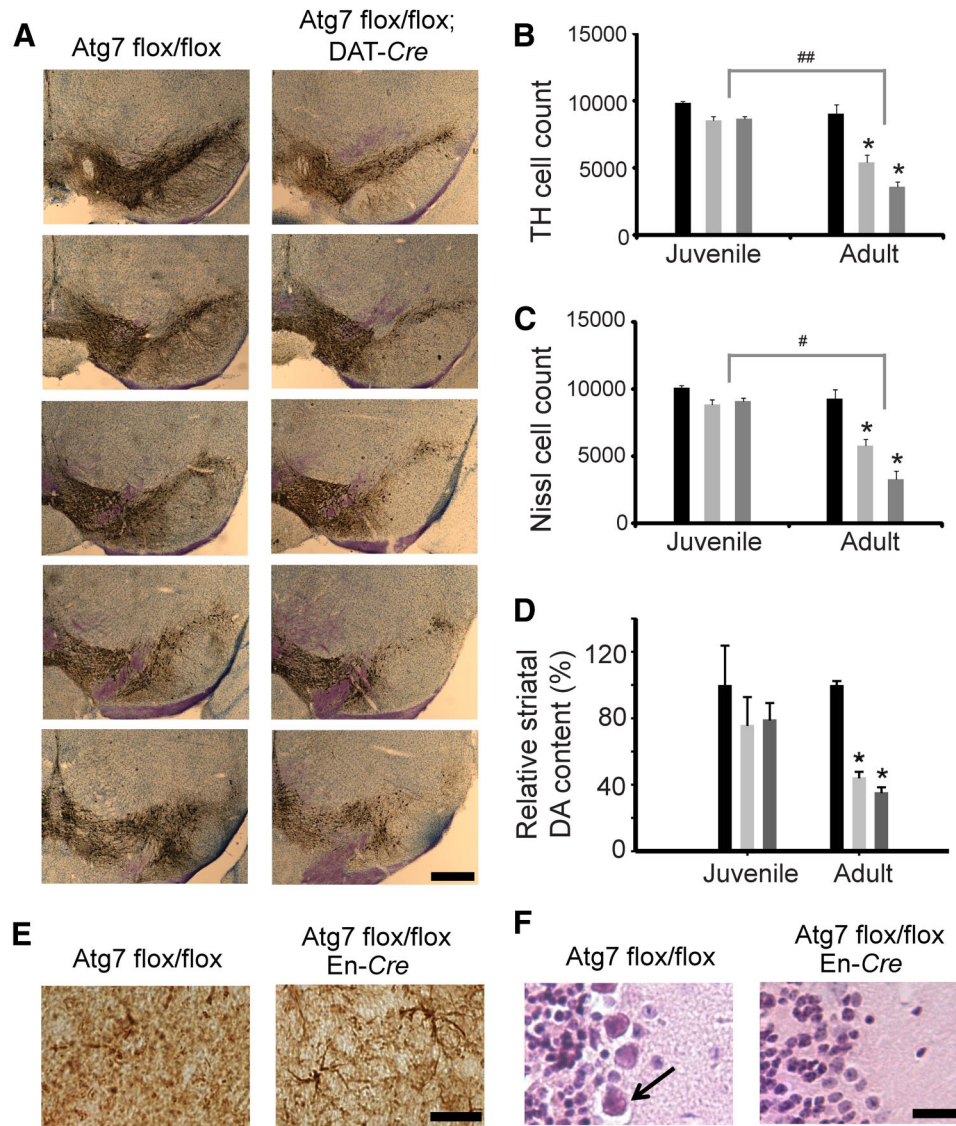 A
Atg7 flox/flox
Atg7 flox/flox;
DAT-Cre
B
TH cell count
15000
10000
5000
0
##
*
*
Juvenile
Adult
C
Nissl cell count
15000
10000
5000
0
#
*
*
Juvenile
Adult
D
Relative striatal
DA content (%)
120
80
40
0
*
*
Juvenile
Adult
E
Atg7 flox/flox
Atg7 flox/flox
En-Cre
F
Atg7 flox/flox
Atg7 flox/flox
En-Cre